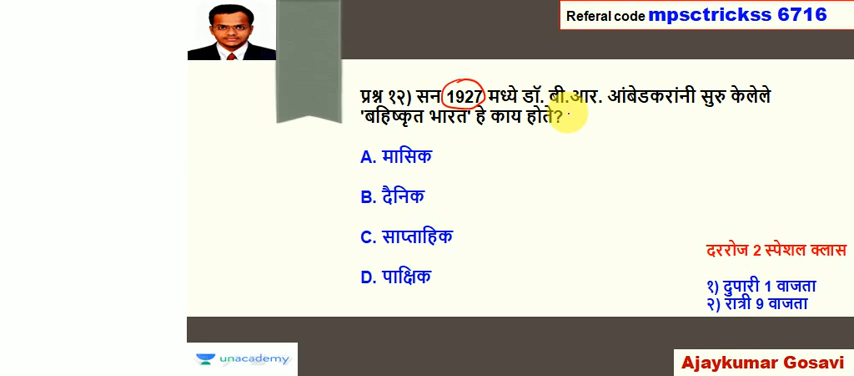 Referal code mpsctrickss 6716
प्रश्न १२) सन 1927 मध्ये डॉ. बी.आर. आंबेडकरांनी सुरु केलेले
'बहिष्कृत भारत' हे काय होते?
A. मासिक
B. दैनिक
C. साप्ताहिक
D. पाक्षिक
दररोज 2 स्पेशल क्लास
१) दुपारी 1 वाजता
२) रात्री 9 वाजता
unacademy
Ajaykumar Gosavi